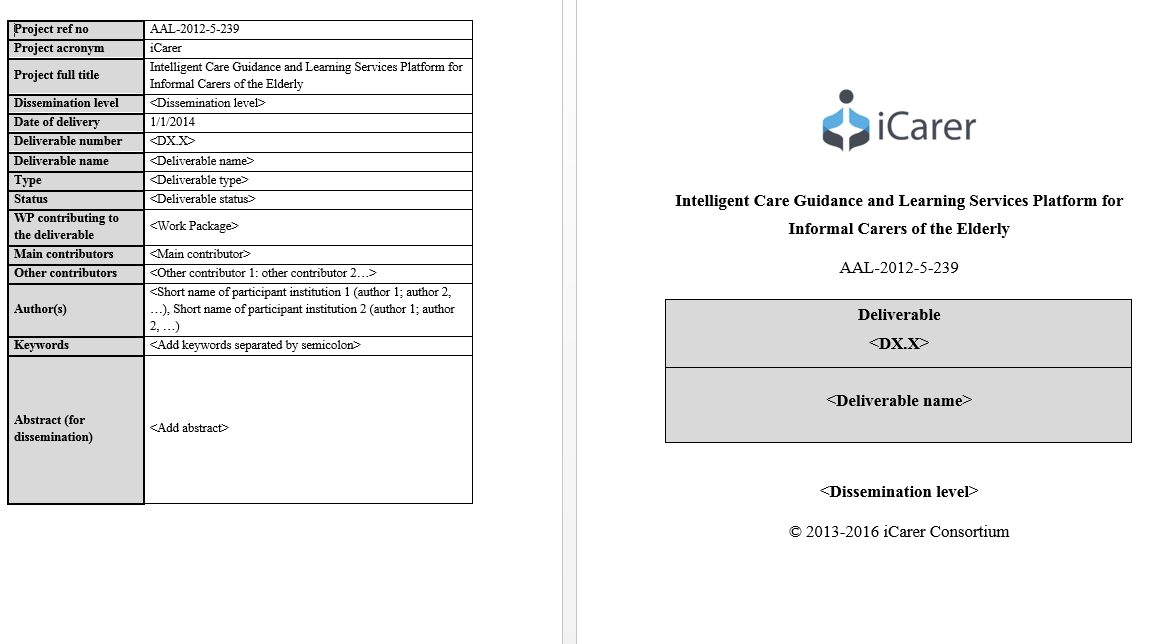 Project ref no AAL-2012-5-239
Project acronym iCarer
Project full title Intelligent Care Guidance and Learning Services Platform for
Informal Carers of the Elderly
Dissemination level <Dissemination level>
Date of delivery 1/1/2014
Deliverable number <DX.X>
Deliverable name <Deliverable name>
Type <Deliverable type>
Status <Deliverable status>
WP contributing to
the deliverable <Work Package>
Main contributors <Main contributor>
Other contributors <Other contributor 1: other contributor 2…>
Author(s) <Short name of participant institution 1 (author 1; author 2,
…), Short name of participant institution 2 (author 1; author
2, …)
Keywords <Add keywords separated by semicolon>
Abstract (for
dissemination) <Add abstract>
iCarer
Intelligent Care Guidance and Learning Services Platform for
Informal Carers of the Elderly
AAL-2012-5-239
Deliverable
<DX.X>
<Deliverable name>
<Dissemination level>
© 2013-2016 iCarer Consortium